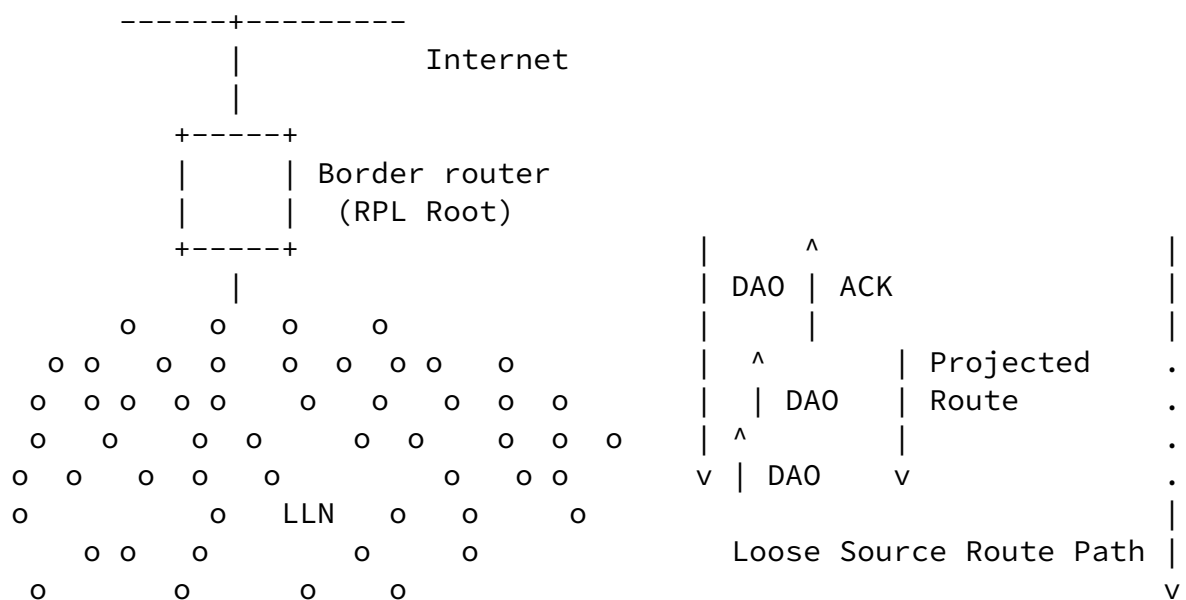 Internet
Border router
(RPL Root)
DAO ACK
Projected
DAO Route
DAO
LLN
Loose Source Route Path